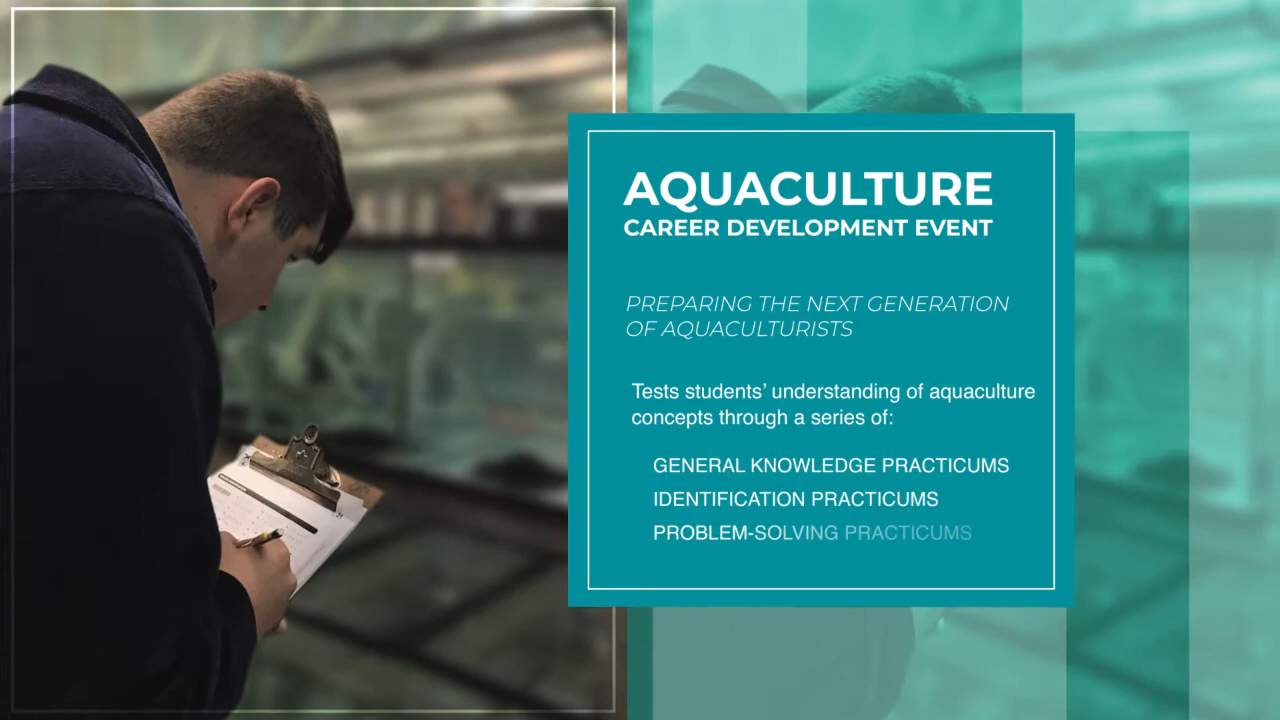 AQUACULTURE
CAREER DEVELOPMENT EVENT
PREPARING THE NEXT GENERATION
OF AQUACULTURISTS
Tests students’ understanding of aquaculture
concepts through a series of:
GENERAL KNOWLEDGE PRACTICUMS
IDENTIFICATION PRACTICUMS
PROBLEM-SOLVING PRACTICUMS